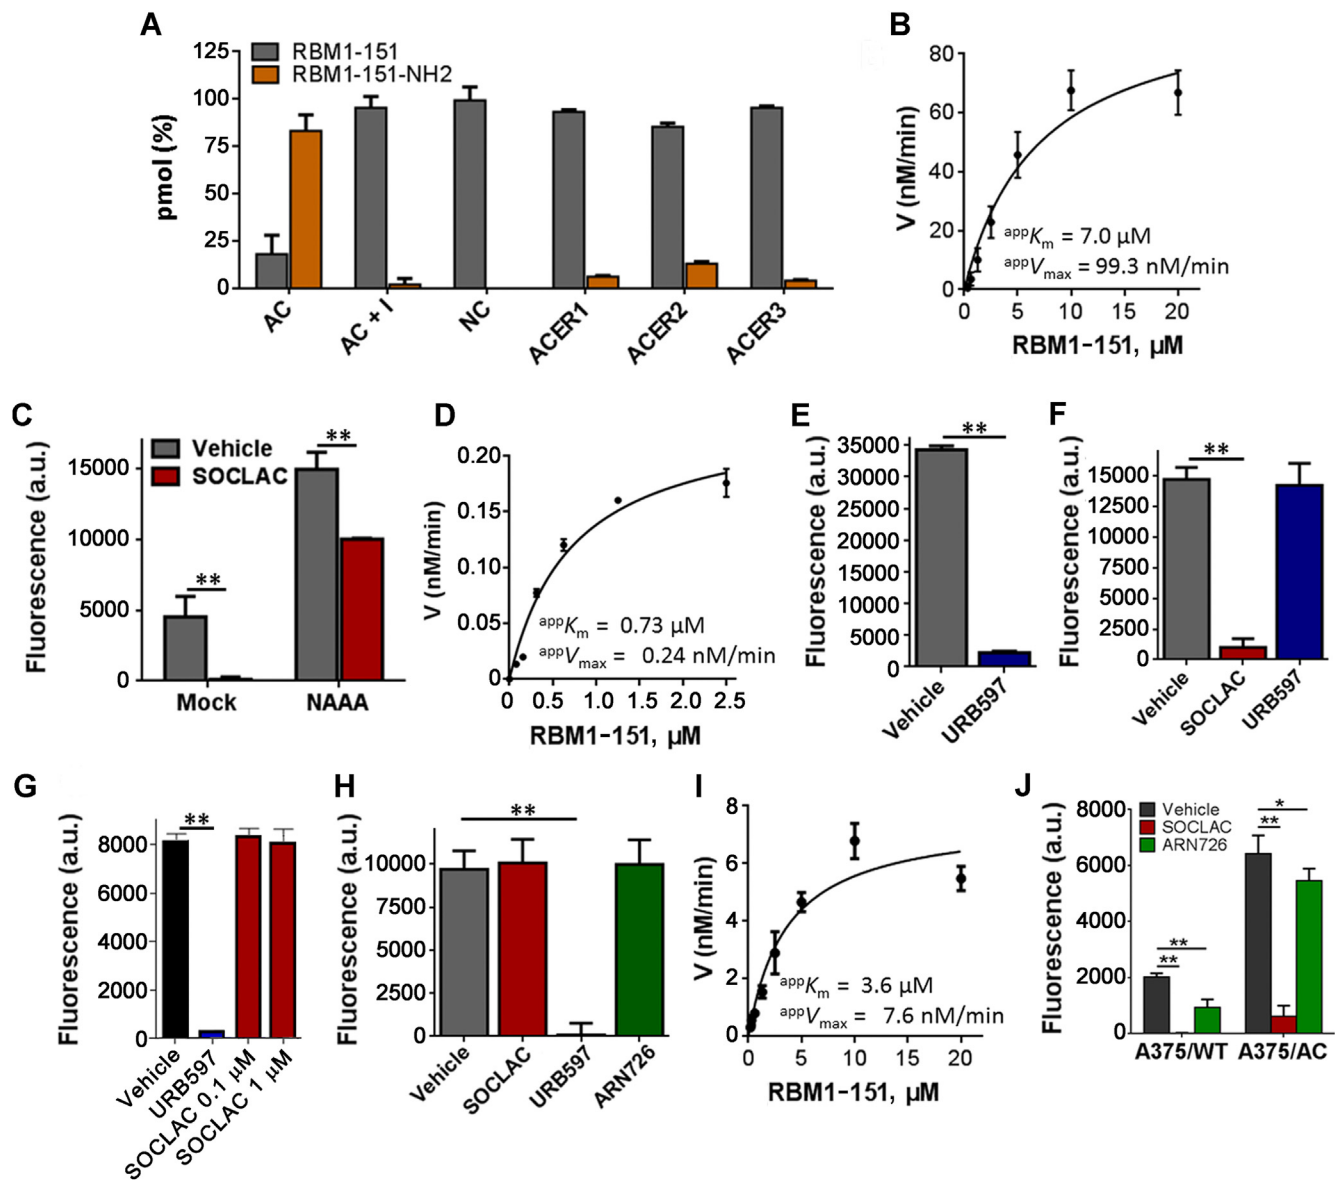 A
125
100
75
50
25
0
pmol (%)
RBM1-151
RBM1-151-NH2
AC
AC + I
NC
ACER1
ACER2
ACER3
B
80
60
40
20
0
V (nM/min)
appKm = 7.0 µM
appVmax = 99.3 nM/min
0 5 10 15 20
RBM1-151, µM
C
Fluorescence (a.u.)
15000
10000
5000
0
Vehicle
SOCLAC
**
**
Mock NAAA
D
0.20
0.15
0.10
0.05
0
V (nM/min)
appKm = 0.73 µM
appVmax = 0.24 nM/min
0 0.5 1.0 1.5 2.0 2.5
RBM1-151, µM
E
Fluorescence (a.u.)
35000
30000
25000
20000
15000
10000
5000
0
**
Vehicle
URB597
F
Fluorescence (a.u.)
15000
12500
10000
7500
5000
2500
0
**
Vehicle
SOCLAC
URB597
G
Fluorescence (a.u.)
8000
6000
4000
2000
0
**
Vehicle
URB597
SOCLAC 0.1 µM
SOCLAC 1 µM
H
Fluorescence (a.u.)
10000
7500
5000
2500
0
**
Vehicle
SOCLAC
URB597
ARN726
I
8
6
4
2
0
V (nM/min)
appKm = 3.6 µM
appVmax = 7.6 nM/min
0 5 10 15 20
RBM1-151, µM
J
Fluorescence (a.u.)
8000
6000
4000
2000
0
Vehicle
SOCLAC
ARN726
**
**
*
**
A375/WT A375/AC